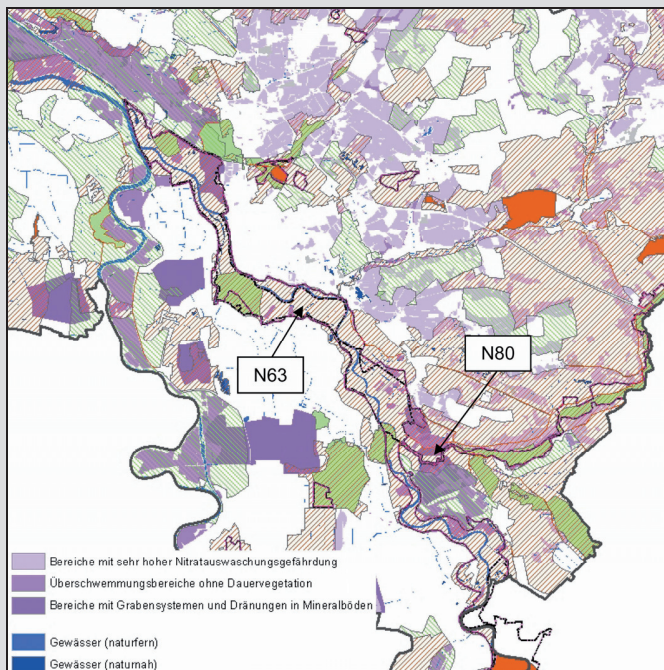 N63
N80
Bereiche mit sehr hoher Nitratauswaschungsgefährdung
Überschwemmungsbereiche ohne Dauervegetation
Bereiche mit Grabensystemen und Dränungen in Mineralböden
Gewässer (naturfern)
Gewässer (naturnah)